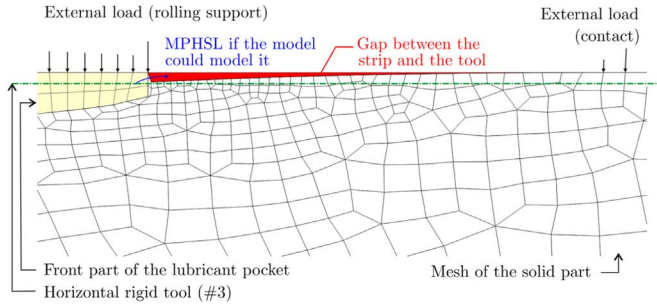 External load (rolling support)
MPHSL if the model
could model it
Gap between the
strip and the tool
External load
(contact)
Front part of the lubricant pocket
Horizontal rigid tool (#3)
Mesh of the solid part